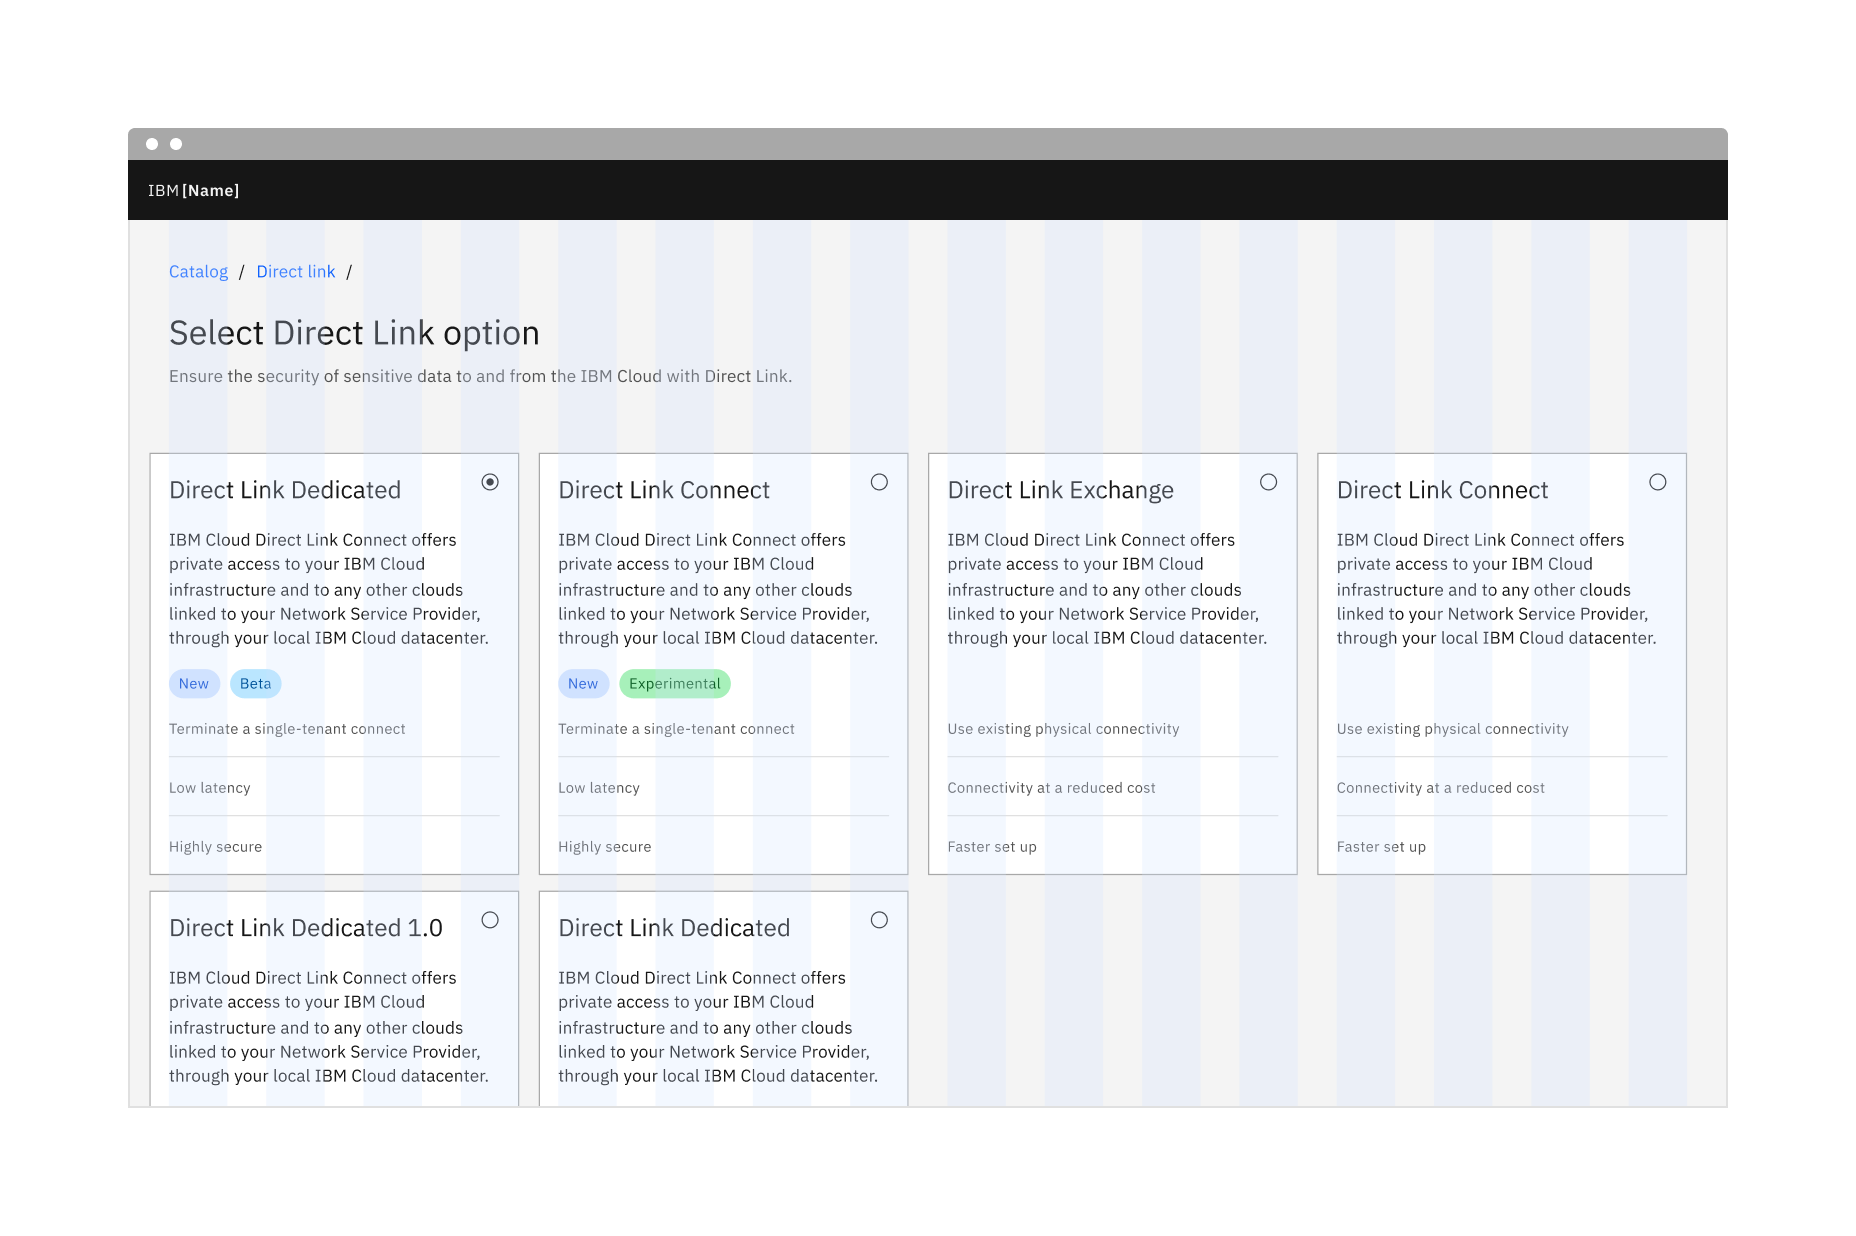 IBM [Name]
Catalog / Direct link /
Select Direct Link option
Ensure the security of sensitive data to and from the IBM Cloud with Direct Link.
Direct Link Dedicated
IBM Cloud Direct Link Connect offers
private access to your IBM Cloud
infrastructure and to any other clouds
linked to your Network Service Provider,
through your local IBM Cloud datacenter.
New Beta
Terminate a single-tenant connect
Low latency
Highly secure
Direct Link Connect
IBM Cloud Direct Link Connect offers
private access to your IBM Cloud
infrastructure and to any other clouds
linked to your Network Service Provider,
through your local IBM Cloud datacenter.
New Experimental
Terminate a single-tenant connect
Low latency
Highly secure
Direct Link Exchange
IBM Cloud Direct Link Connect offers
private access to your IBM Cloud
infrastructure and to any other clouds
linked to your Network Service Provider,
through your local IBM Cloud datacenter.
Use existing physical connectivity
Connectivity at a reduced cost
Faster set up
Direct Link Connect
IBM Cloud Direct Link Connect offers
private access to your IBM Cloud
infrastructure and to any other clouds
linked to your Network Service Provider,
through your local IBM Cloud datacenter.
Use existing physical connectivity
Connectivity at a reduced cost
Faster set up
Direct Link Dedicated 1.0
IBM Cloud Direct Link Connect offers
private access to your IBM Cloud
infrastructure and to any other clouds
linked to your Network Service Provider,
through your local IBM Cloud datacenter.
Direct Link Dedicated
IBM Cloud Direct Link Connect offers
private access to your IBM Cloud
infrastructure and to any other clouds
linked to your Network Service Provider,
through your local IBM Cloud datacenter.